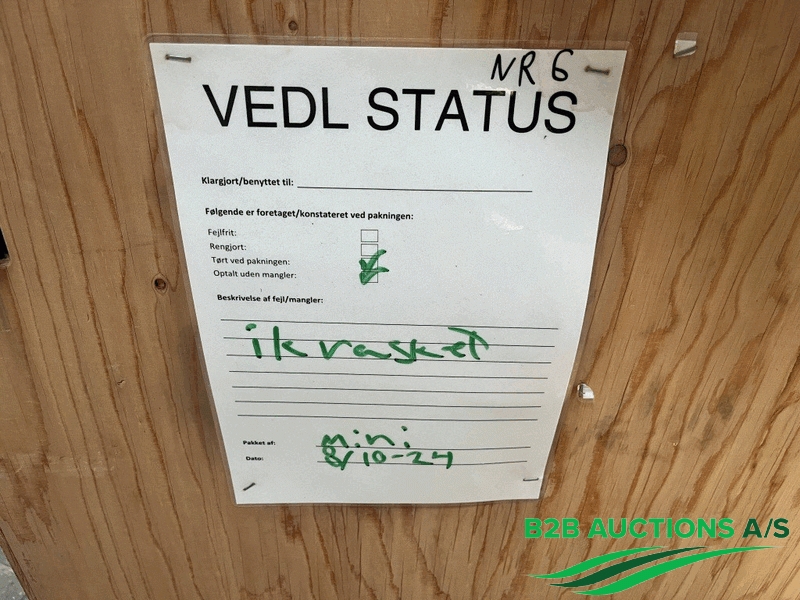 NR 6
VEDL STATUS
Klargjort/benyttet til:
Følgende er foretaget/konstateret ved pakningen:
Fejlfrit:
Rengjort:
Tørt ved pakningen:
Optalt uden mangler:
Beskrivelse af fejl/mangler:
ik vasket
Pakket af: mini
Dato: 8/10-24
B2B AUCTIONS A/S